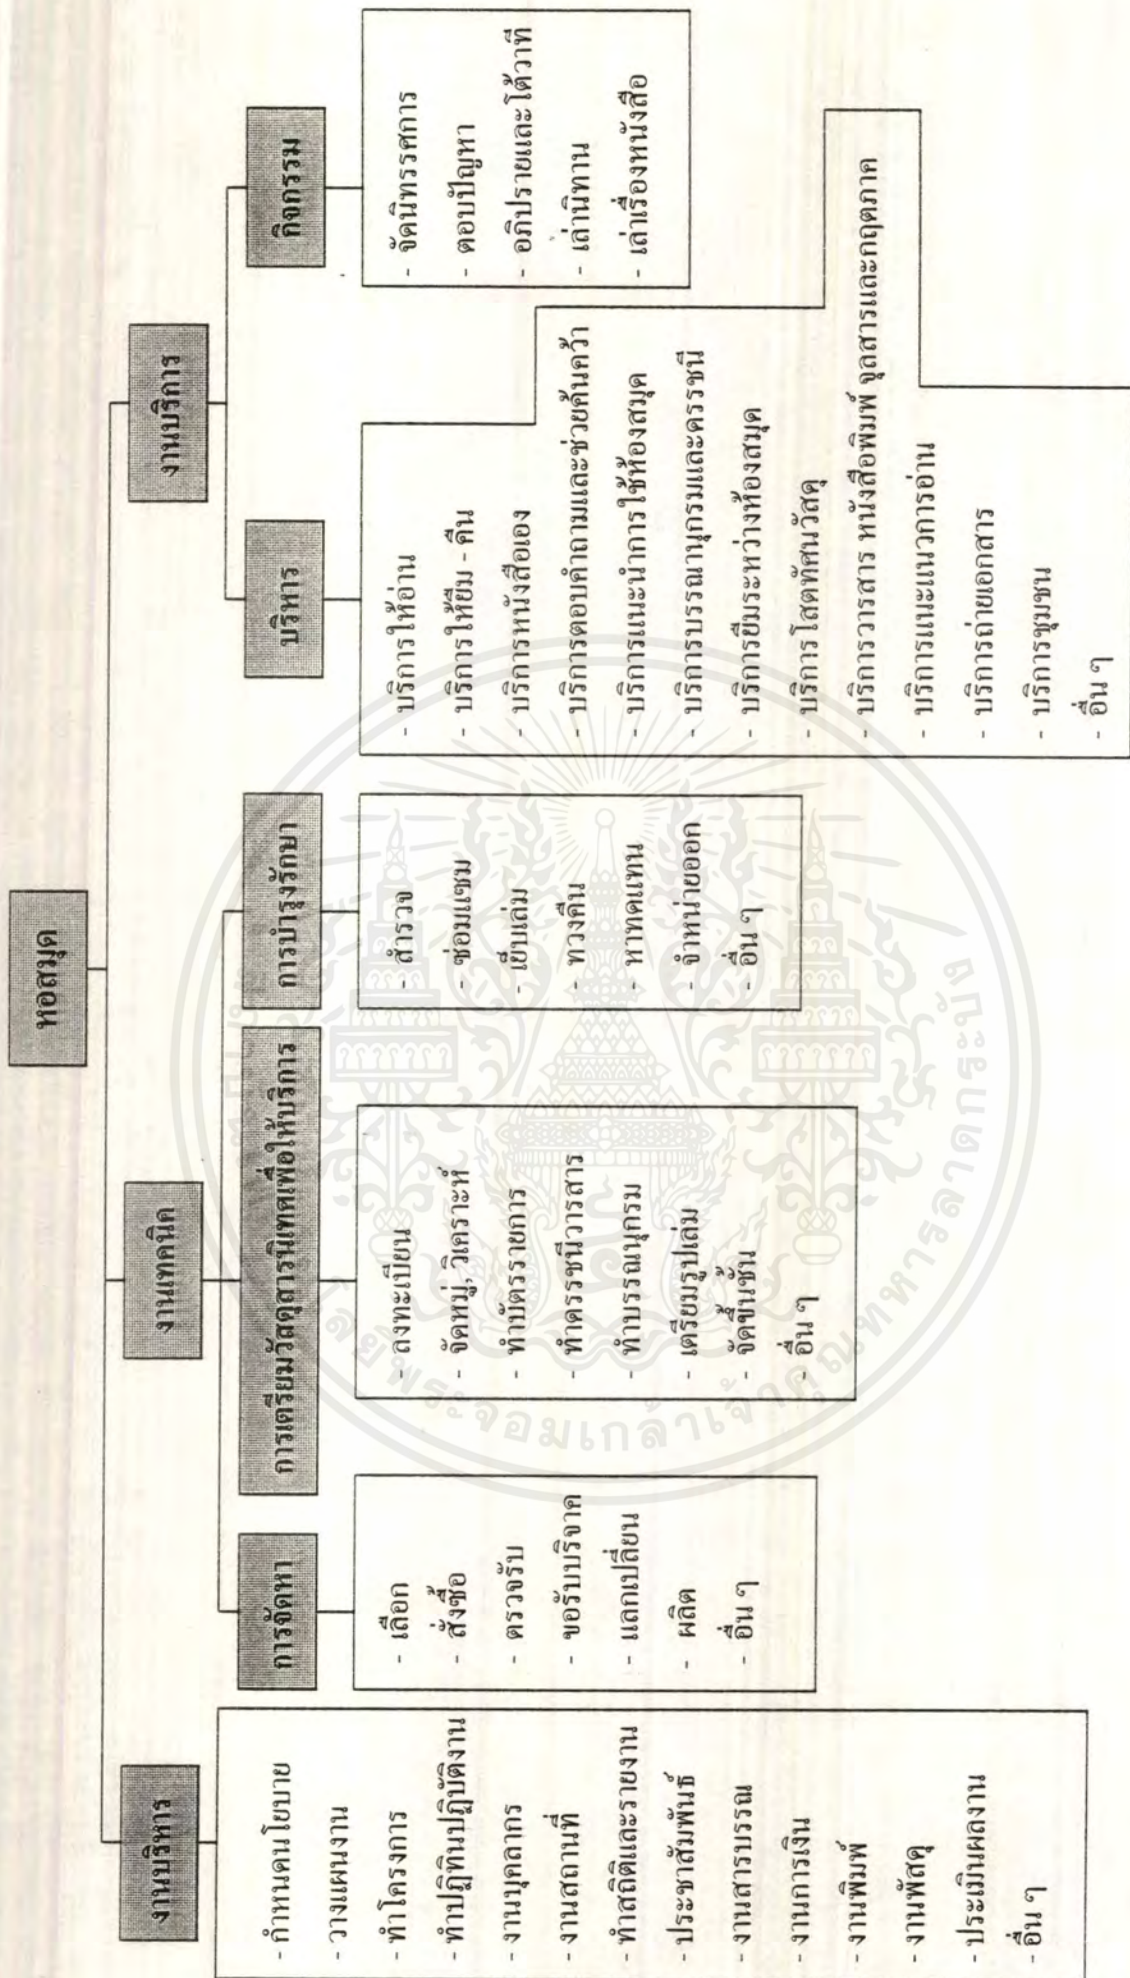 หอสมุด
งานบริหาร
- กำหนดนโยบาย
- วางแผนงาน
- ทำโครงการ
- ทำปฏิทินปฏิบัติงาน
- งานบุคลากร
- งานสถานที่
- ทำสถิติและรายงาน
- ประชาสัมพันธ์
- งานสารบรรณ
- งานการเงิน
- งานพิมพ์
- งานพัสดุ
- ประเมินผลงาน
- อื่น ๆ
งานเทคนิค
การจัดหา
- เลือก
- สั่งซื้อ
- ตรวจรับ
- ขอรับบริจาค
- แลกเปลี่ยน
- ผลิต
- อื่น ๆ
การเตรียมวัสดุสารนิเทศเพื่อให้บริการ
- ลงทะเบียน
- จัดหมู่, วิเคราะห์
- ทำบัตรรายการ
- ทำดรรชนีวารสาร
- ทำบรรณนุกรม
- เตรียมรูปเล่ม
- จัดขึ้นชั้น
- อื่น ๆ
การบำรุงรักษา
- สำรวจ
- ซ่อมแซม
- เย็บเล่ม
- ทวงคืน
- หาทดแทน
- จำหน่ายออก
- อื่น ๆ
งานบริการ
บริหาร
- บริการให้อ่าน
- บริการให้ยืม - คืน
- บริการหนังสือเอง
- บริการตอบคำถามและช่วยค้นคว้า
- บริการแนะนำการใช้ห้องสมุด
- บริการบรรณานุกรมและดรรชนี
- บริการยืมระหว่างห้องสมุด
- บริการโสตทัศนวัสดุ
- บริการวารสาร หนังสือพิมพ์ จุลสารและกฤตภาค
- บริการแนะแนวการอ่าน
- บริการถ่ายเอกสาร
- บริการชุมชน
- อื่น ๆ
กิจกรรม
- จัดนิทรรศการ
- ตอบปัญหา
- อภิปรายและโต้วาที
- เล่านิทาน
- เล่าเรื่องหนังสือ